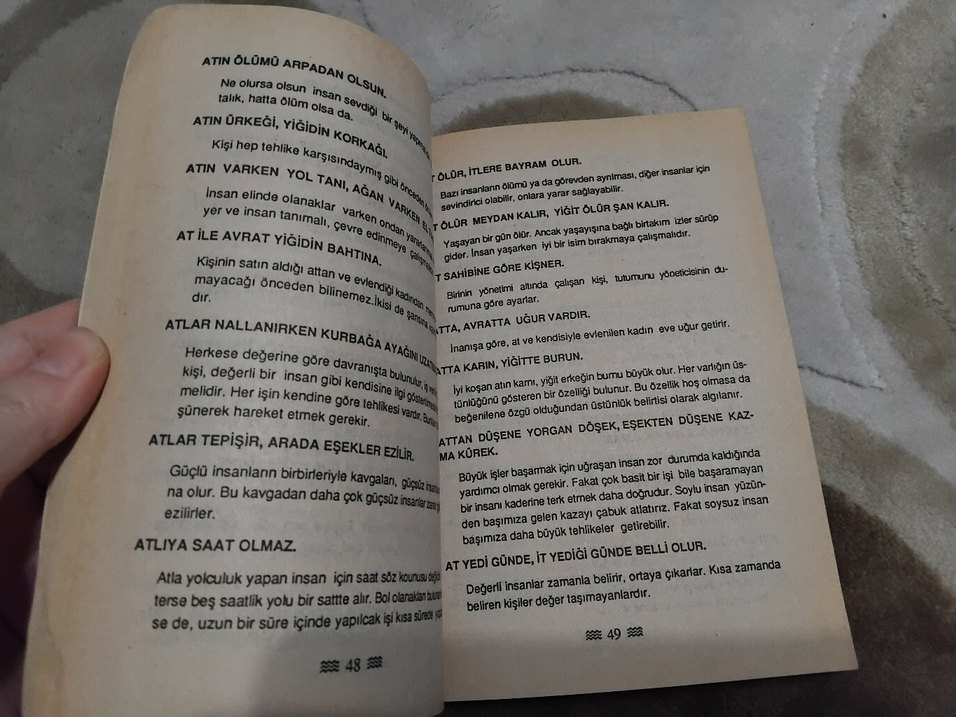 ATIN ÖLÜMÜ ARPADAN OLSUN.
Ne olursa olsun insan sevdiği bir şeyi
talık, hatta ölüm olsa da.
ATIN ÜRKEĞİ, YİĞİDİN KORKAĞI.
Kişi hep tehlike karşısındaymış gibi önceden
ATIN VARKEN YOL TANI, AĞAN VARKEN EL
İnsan elinde olanaklar varken ondan
yer ve insan tanımalı, çevre edinmeye
AT İLE AVRAT YİĞİDİN BAHTINA.
Kişinin satın aldığı attan ve evlendiği kadından
mayacağı önceden bilinemez.İkisi de şansına
dır.
ATLAR NALLANIRKEN KURBAĞA AYAĞINI
Herkese değerine göre davranışta bulunulur, iş
kişi, değerli bir insan gibi kendisine ilgi
melidir. Her işin kendine göre tehlikesi vardır.
şünerek hareket etmek gerekir.
ATLAR TEPİŞİR, ARADA EŞEKLER EZİLİR.
Güçlü insanların birbirleriyle kavgaları, güçsüz
na olur. Bu kavgadan daha çok güçsüz insanlar
ezilirler.
ATLIYA SAAT OLMAZ.
Atla yolculuk yapan insan için saat söz kounusu
terse beş saatlik yolu bir sattte alır. Bol olanakları
se de, uzun bir süre içinde yapılcak işi kısa sürede
48
ÖLÜR, İTLERE BAYRAM OLUR.
Bazı insanların ölümü ya da görevden ayrılması, diğer insanlar için
sevindirici olabilir, onlara yarar sağlayabilir.
ÖLÜR MEYDAN KALIR, YİĞİT ÖLÜR ŞAN KALIR.
Yaşayan bir gün ölür. Ancak yaşayışına bağlı birtakım izler sürüp
gider. İnsan yaşarken iyi bir isim bırakmaya çalışmalıdır.
SAHİBİNE GÖRE KİŞNER.
Birinin yönetimi altında çalışan kişi, tutumunu yöneticisinin du-
rumuna göre ayarlar.
ATTA, AVRATTA UĞUR VARDIR.
İnanışa göre, at ve kendisiyle evlenilen kadın eve uğur getirir.
ATTA KARIN, YİĞİTTE BURUN.
İyi koşan atın karnı, yiğit erkeğin burnu büyük olur. Her varlığın üs-
tünlüğünü gösteren bir özelliği bulunur. Bu özellik hoş olmasa da
beğenilene özgü olduğundan üstünlük belirtisi olarak algılanır.
ATTAN DÜŞENE YORGAN DÖŞEK, EŞEKTEN DÜŞENE KAZ-
MA KÜREK.
Büyük işler başarmak için uğraşan insan zor durumda kaldığında
yardımcı olmak gerekir. Fakat çok basit bir işi bile başaramayan
bir insanı kaderine terk etmek daha doğrudur. Soylu insan yüzün-
den başımıza gelen kazayı çabuk atlatırız. Fakat soysuz insan
başımıza daha büyük tehlikeler getirebilir.
AT YEDİ GÜNDE, İT YEDİĞİ GÜNDE BELLİ OLUR.
Değerli insanlar zamanla belirir, ortaya çıkarlar. Kısa zamanda
beliren kişiler değer taşımayanlardır.
49